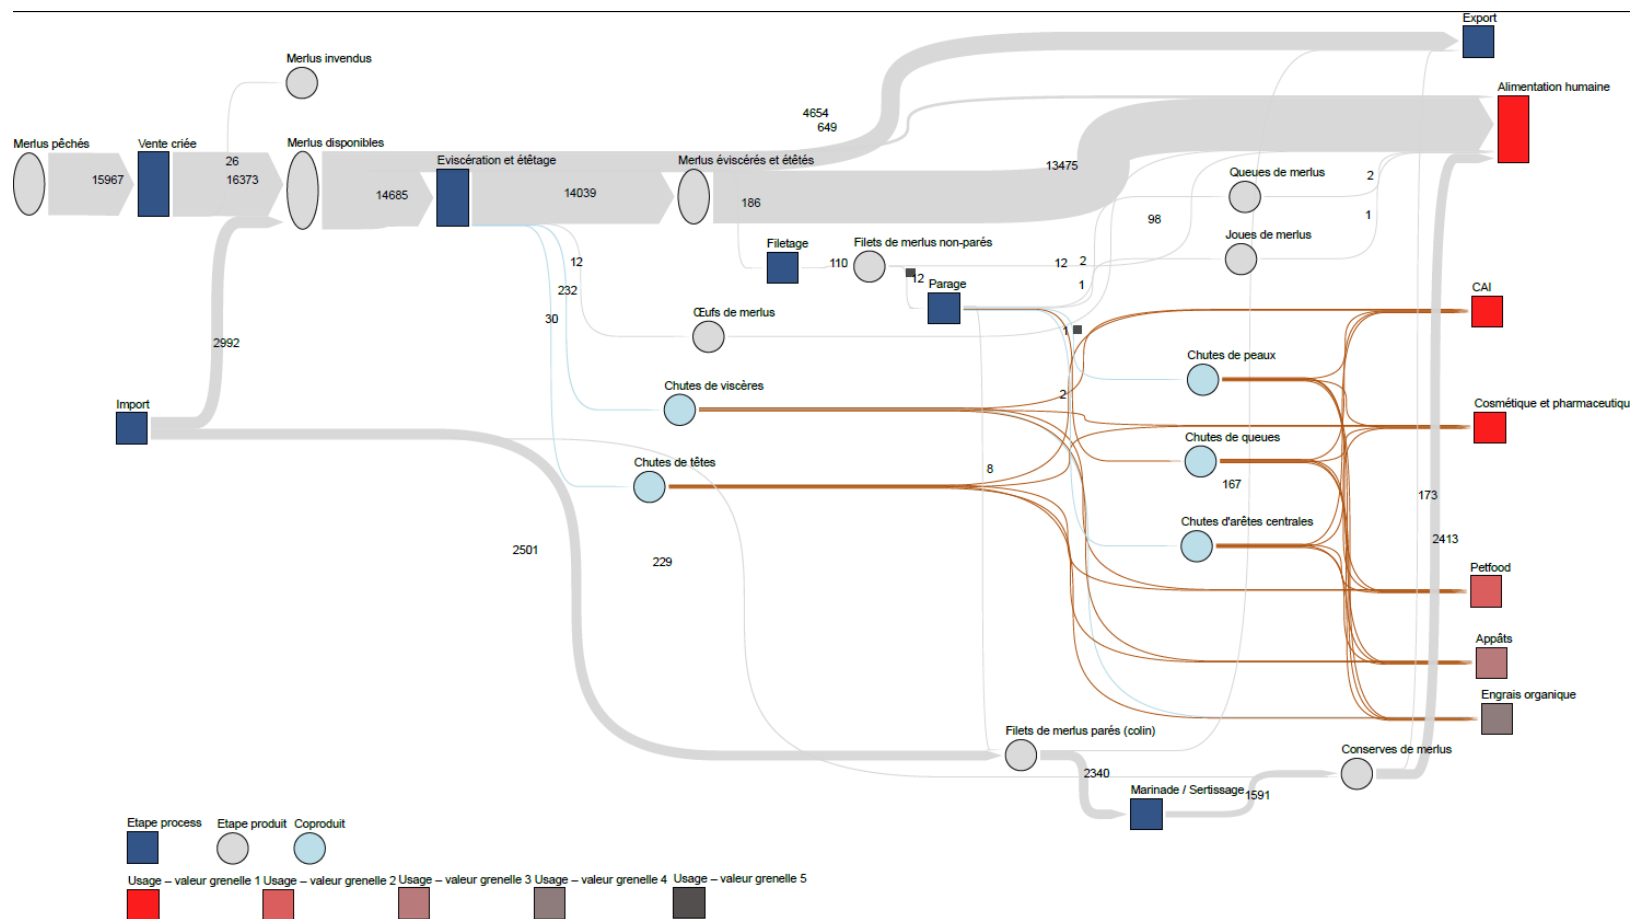 Export
Merlus invendus
Alimentation humaine
4654
649
Merlus pêchés
Vente criée
Merlus disponibles
Eviscération et étêtage
Merlus éviscérés et étêtés
26
13475
Queues de merlus
2
15967
16373
14685
14039
186
98
1
Joues de merlus
Filetage
Filets de merlus non-parés
12
110
12
2
232
12
Parage
1
CAI
30
Œufs de merlus
1
2992
Chutes de peaux
Chutes de viscères
2
Import
Cosmétique et pharmaceutique
Chutes de queues
Chutes de têtes
8
167
173
Chutes d'arêtes centrales
2501
229
2413
Petfood
Appâts
Engrais organique
Filets de merlus parés (colin)
Conserves de merlus
2340
Marinade / Sertissage
1591
Etape process
Etape produit
Coproduit
Usage – valeur grenelle 1
Usage – valeur grenelle 2
Usage – valeur grenelle 3
Usage – valeur grenelle 4
Usage – valeur grenelle 5